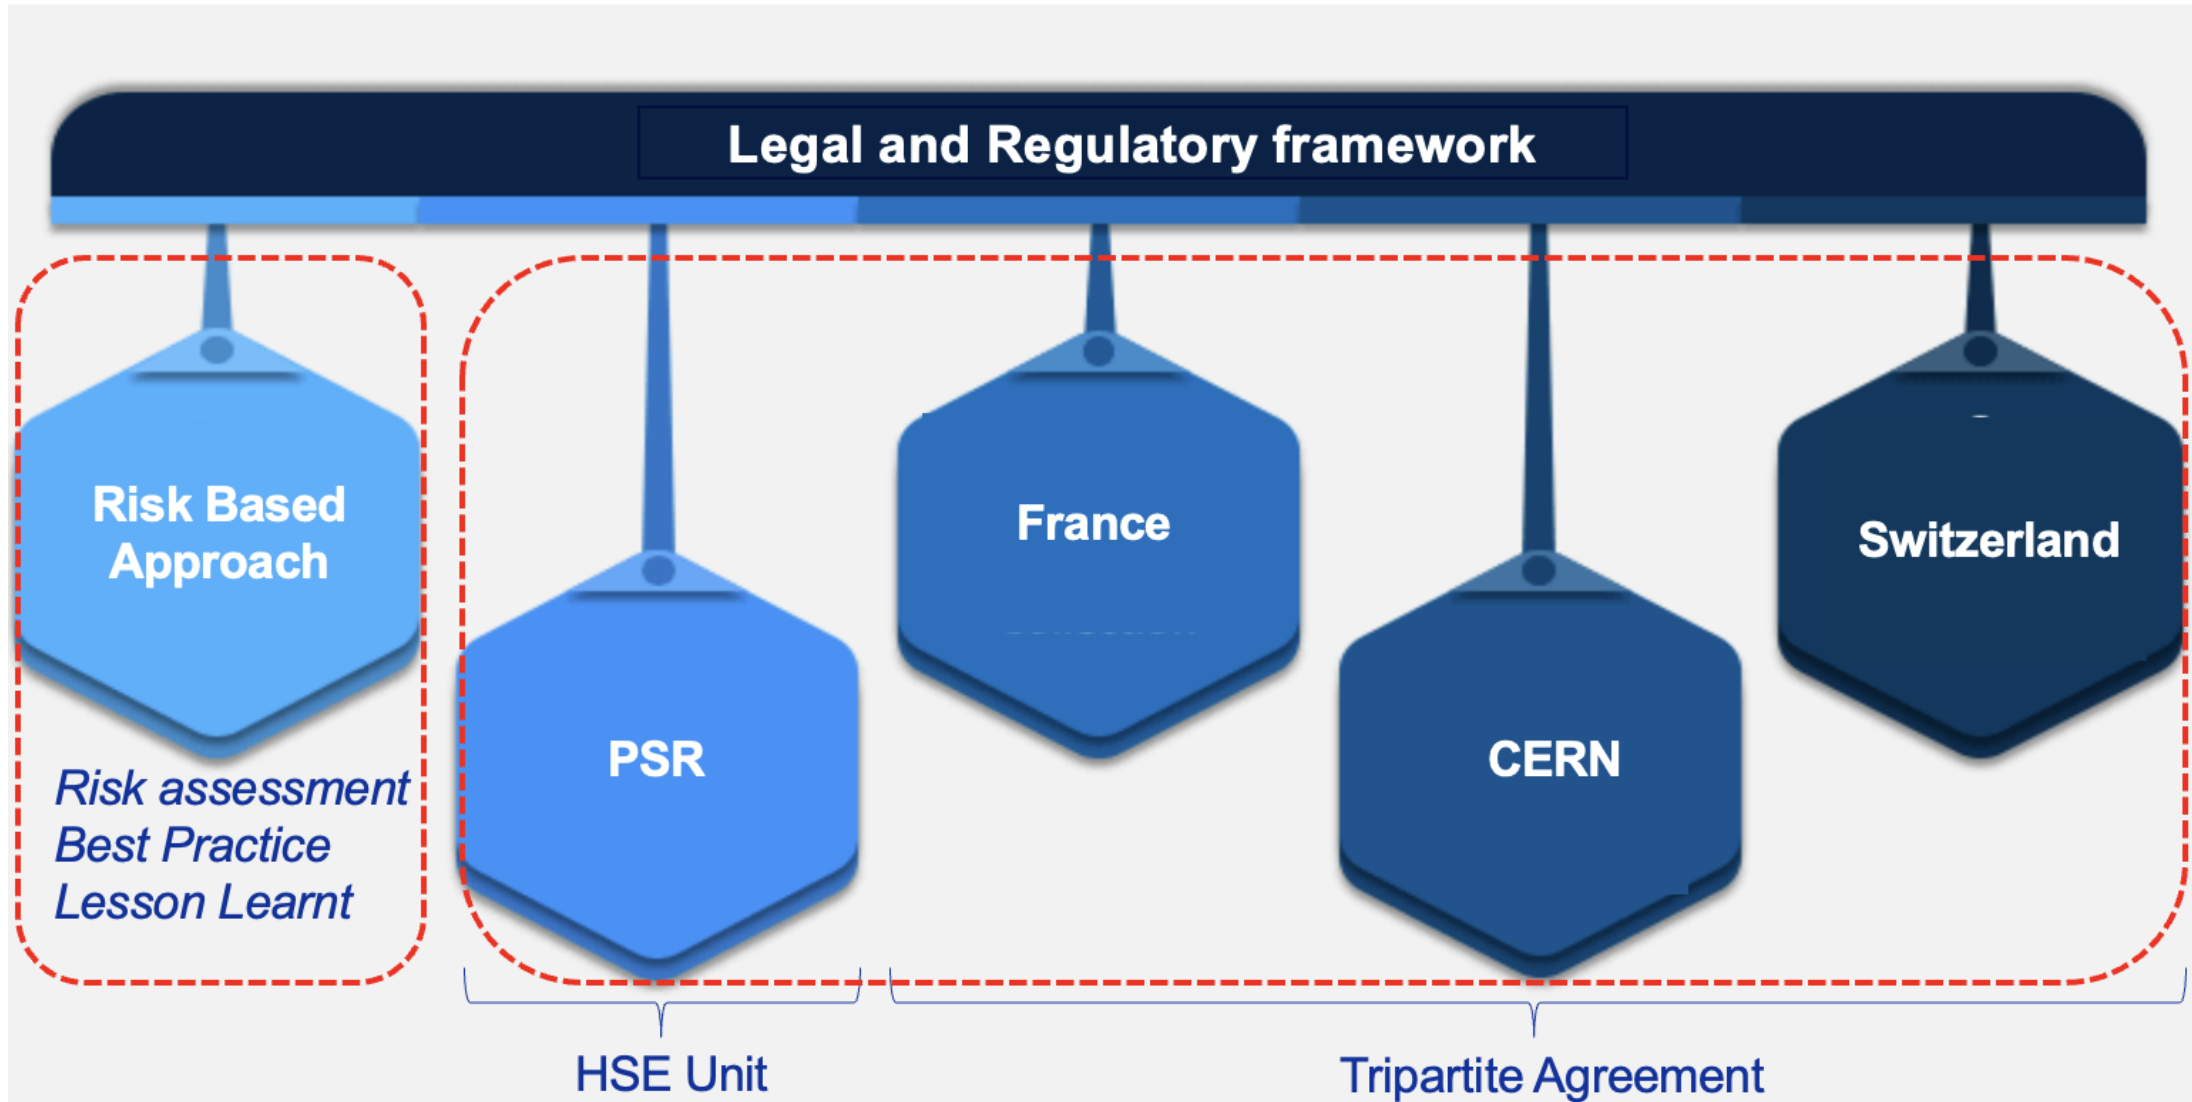 Legal and Regulatory framework
Risk Based
Approach
Risk assessment
Best Practice
Lesson Learnt
PSR
France
CERN
Switzerland
HSE Unit
Tripartite Agreement